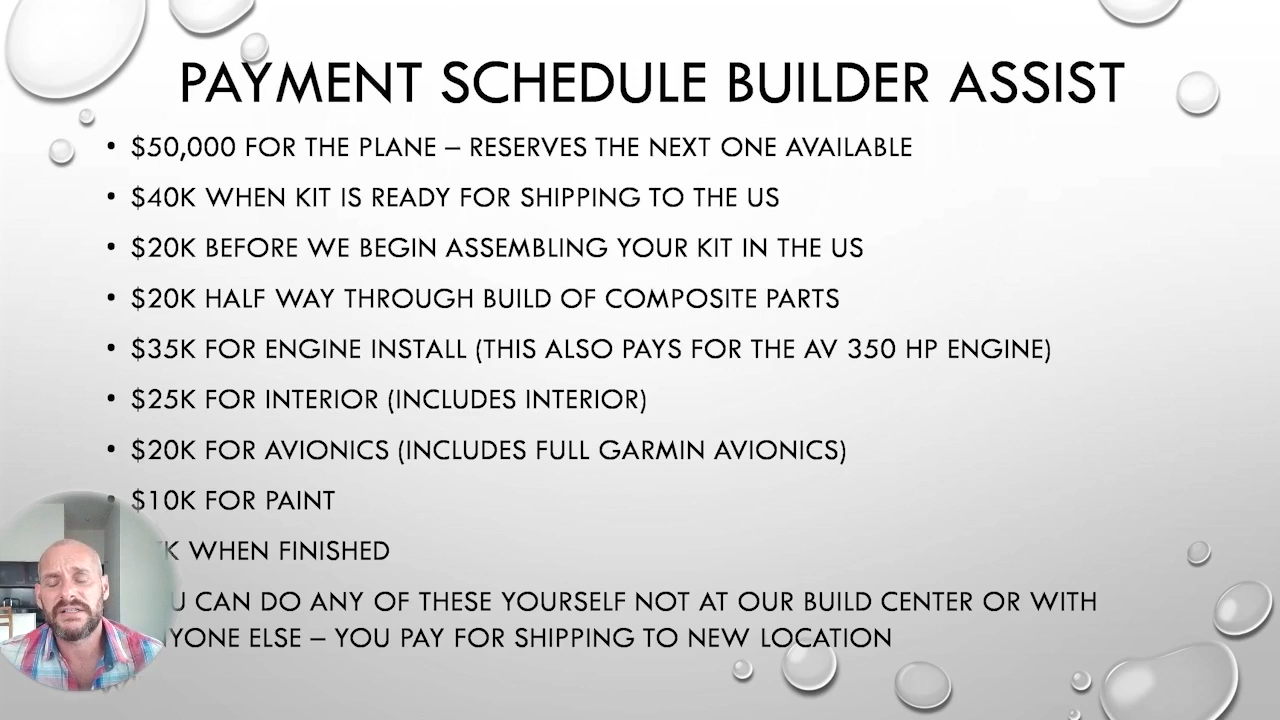 PAYMENT SCHEDULE BUILDER ASSIST
• $50,000 FOR THE PLANE – RESERVES THE NEXT ONE AVAILABLE
• $40K WHEN KIT IS READY FOR SHIPPING TO THE US
• $20K BEFORE WE BEGIN ASSEMBLING YOUR KIT IN THE US
• $20K HALF WAY THROUGH BUILD OF COMPOSITE PARTS
• $35K FOR ENGINE INSTALL (THIS ALSO PAYS FOR THE AV 350 HP ENGINE)
• $25K FOR INTERIOR (INCLUDES INTERIOR)
• $20K FOR AVIONICS (INCLUDES FULL GARMIN AVIONICS)
• $10K FOR PAINT
WHEN FINISHED
CAN DO ANY OF THESE YOURSELF NOT AT OUR BUILD CENTER OR WITH
ELSE – YOU PAY FOR SHIPPING TO NEW LOCATION